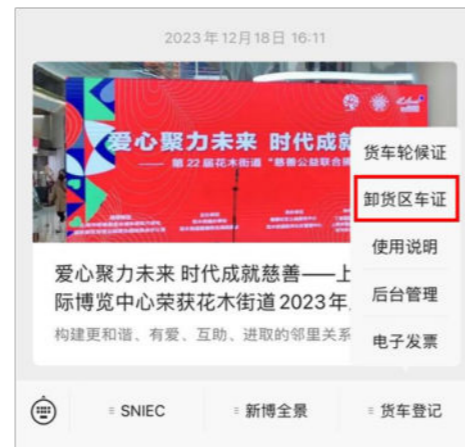 2023年12月18日 16:11
爱心聚力未来 时代成就
第22届花木街道“慈善公益联合
货车轮候证
卸货区车证
使用说明
后台管理
电子发票
爱心聚力未来 时代成就慈善——上
际博览中心荣获花木街道2023年
构建更和谐、有爱、互助、进取的邻里关系
SNIEC
新博全景
货车登记